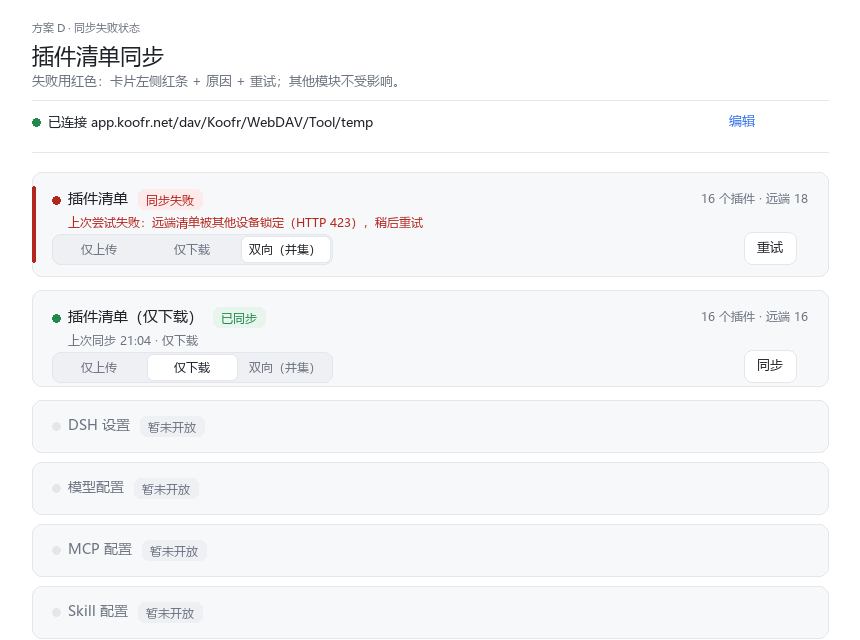 方案 D · 同步失败状态
插件清单同步
失败用红色：卡片左侧红条 + 原因 + 重试；其他模块不受影响。
已连接 app.koofr.net/dav/Koofr/WebDAV/Tool/temp 编辑
插件清单 同步失败 16 个插件 · 远端 18
上次尝试失败：远端清单被其他设备锁定（HTTP 423），稍后重试
仅上传 仅下载 双向（并集） 重试
插件清单（仅下载） 已同步 16 个插件 · 远端 16
上次同步 21:04 · 仅下载
仅上传 仅下载 双向（并集） 同步
DSH 设置 暂未开放
模型配置 暂未开放
MCP 配置 暂未开放
Skill 配置 暂未开放